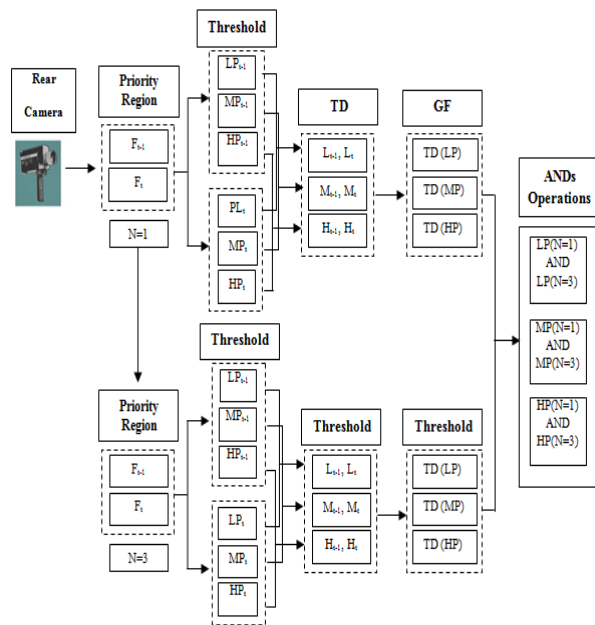 Rear
Camera
Priority
Region
F_{t-1}
F_t
N=1
Threshold
LP_{t-1}
MP_{t-1}
HP_{t-1}
PL_t
MP_t
HP_t
TD
L_{t-1}, L_t
M_{t-1}, M_t
H_{t-1}, H_t
GF
TD (LP)
TD (MP)
TD (HP)
ANDs
Operations
LP(N=1)
AND
LP(N=3)
MP(N=1)
AND
MP(N=3)
HP(N=1)
AND
HP(N=3)
Priority
Region
F_{t-1}
F_t
N=3
Threshold
LP_{t-1}
MP_{t-1}
HP_{t-1}
LP_t
MP_t
HP_t
Threshold
L_{t-1}, L_t
M_{t-1}, M_t
H_{t-1}, H_t
Threshold
TD (LP)
TD (MP)
TD (HP)